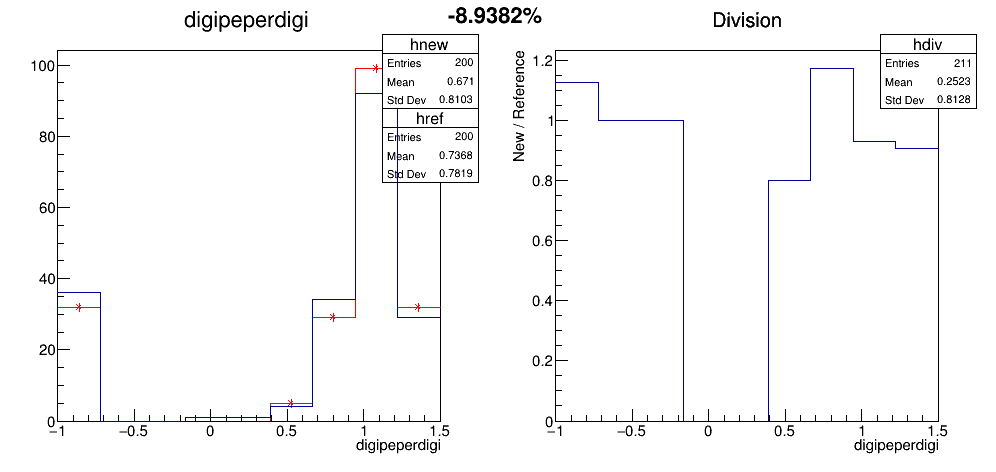 -8.9382%
digipeperdigi
hnew
Entries 200
Mean 0.671
Std Dev 0.8103
href
Entries 200
Mean 0.7368
Std Dev 0.7819
100
80
60
40
20
0
−1 −0.5 0 0.5 1 1.5
digipeperdigi
Division
hdiv
Entries 211
Mean 0.2523
Std Dev 0.8128
New / Reference
1.2
1
0.8
0.6
0.4
0.2
0
−1 −0.5 0 0.5 1 1.5
digipeperdigi